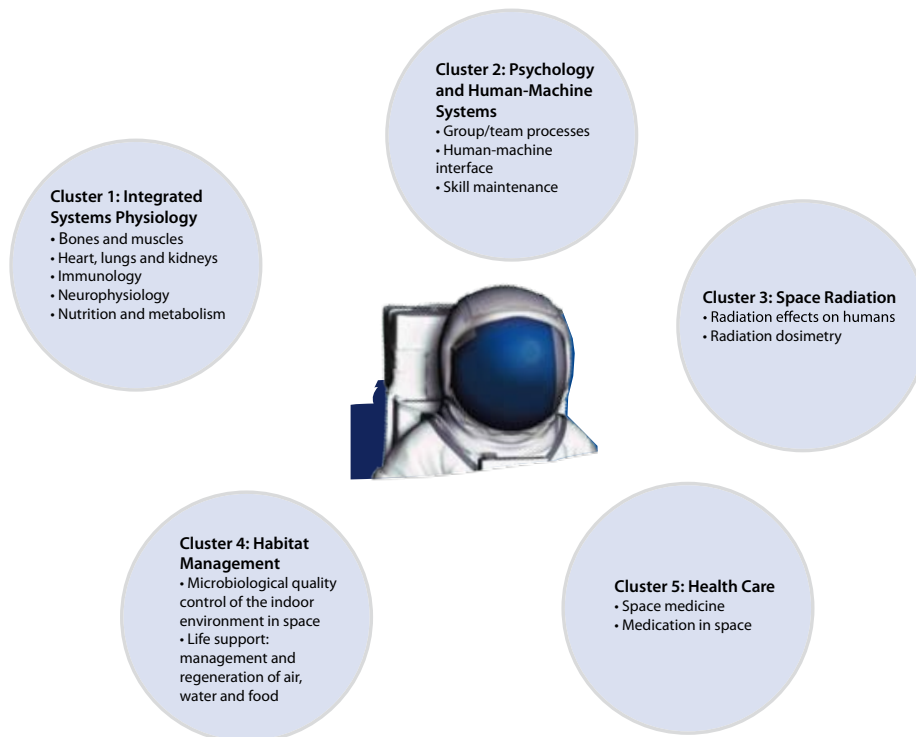 Cluster 1: Integrated
Systems Physiology
• Bones and muscles
• Heart, lungs and kidneys
• Immunology
• Neurophysiology
• Nutrition and metabolism
Cluster 2: Psychology
and Human-Machine
Systems
• Group/team processes
• Human-machine
interface
• Skill maintenance
Cluster 3: Space Radiation
• Radiation effects on humans
• Radiation dosimetry
Cluster 4: Habitat
Management
• Microbiological quality
control of the indoor
environment in space
• Life support:
management and
regeneration of air,
water and food
Cluster 5: Health Care
• Space medicine
• Medication in space